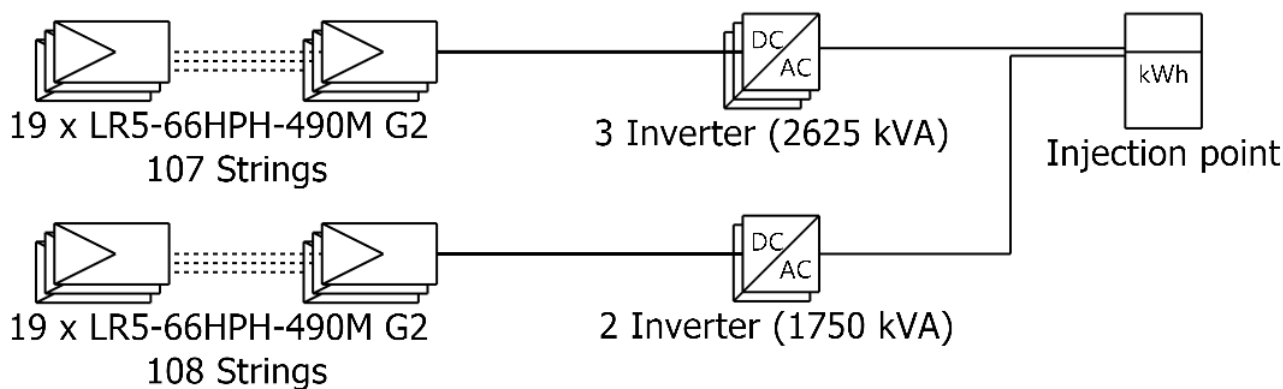 DC
AC
kWh
19 x LR5-66HPH-490M G2
107 Strings
3 Inverter (2625 kVA)
Injection point
DC
AC
19 x LR5-66HPH-490M G2
108 Strings
2 Inverter (1750 kVA)